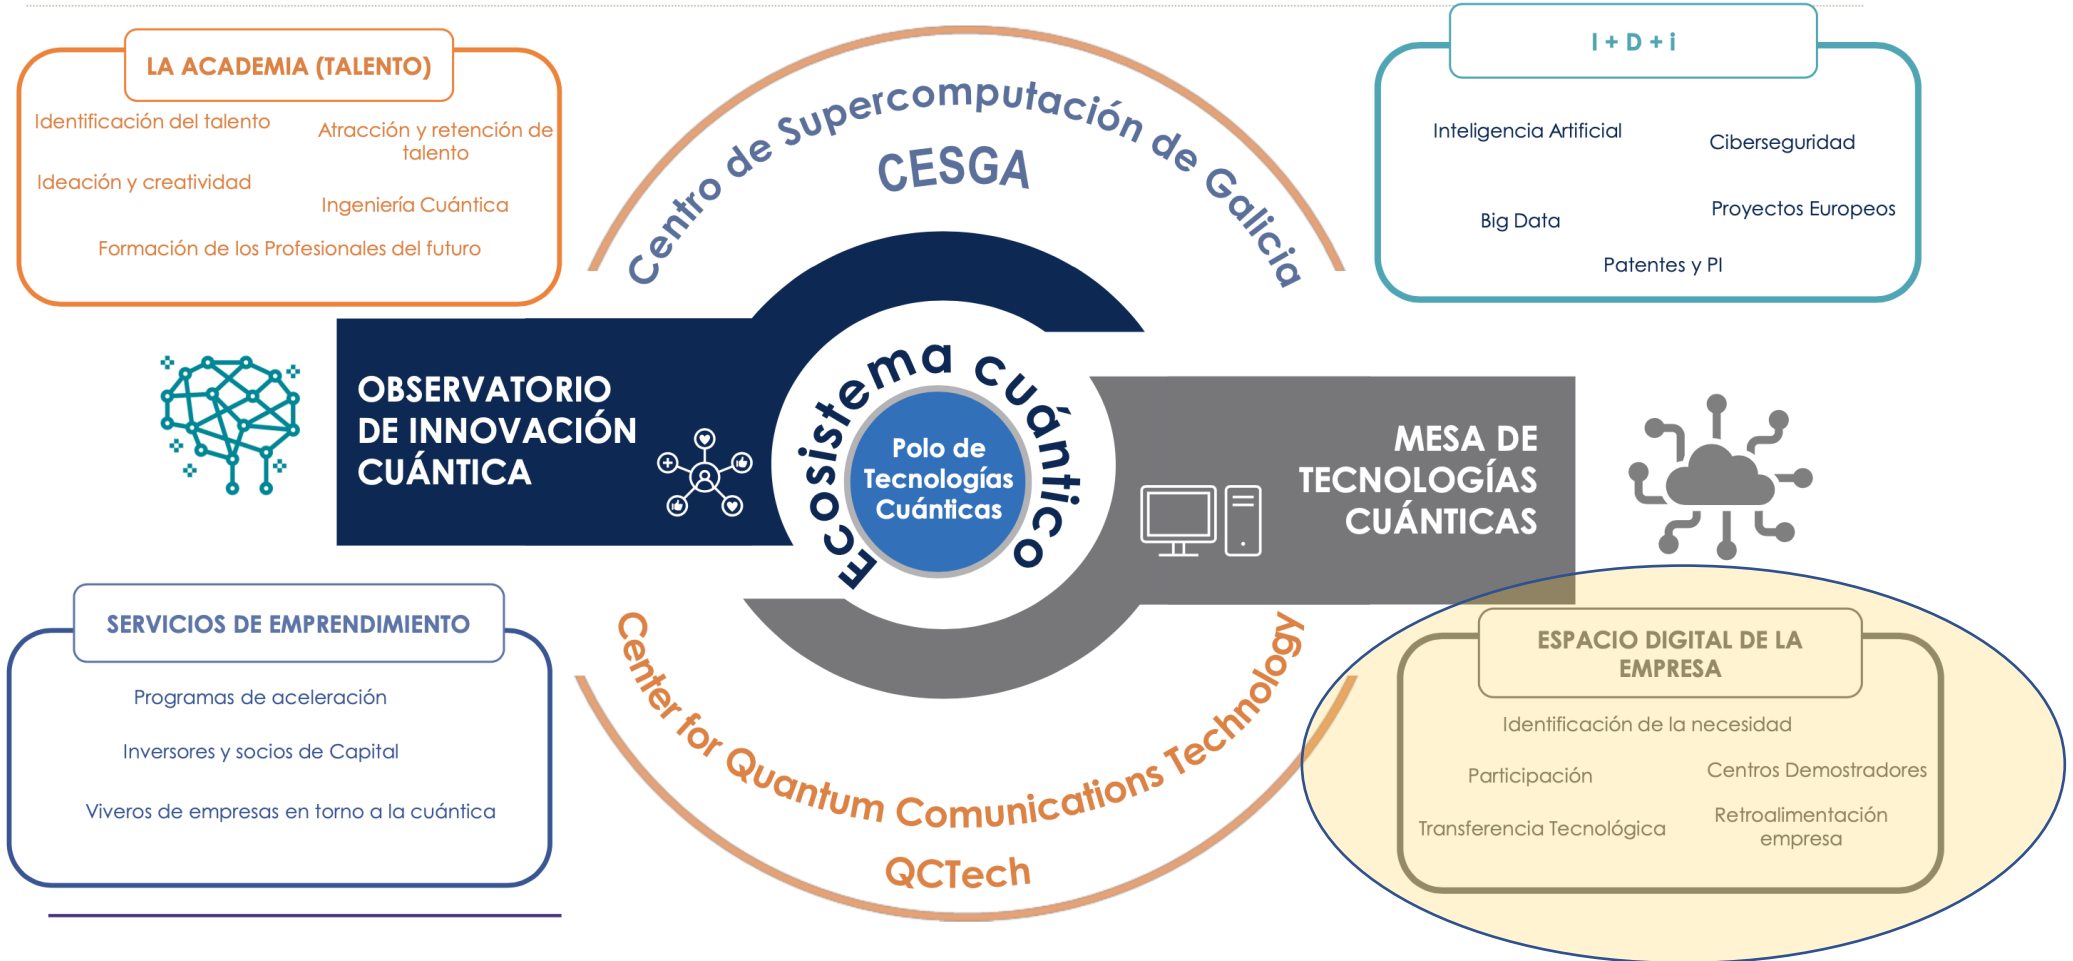 LA ACADEMIA (TALENTO)
Identificación del talento
Atracción y retención de
talento
Ideación y creatividad
Ingeniería Cuántica
Formación de los Profesionales del futuro
Centro de Supercomputación de Galicia
CESGA
I + D + i
Inteligencia Artificial
Ciberseguridad
Big Data
Proyectos Europeos
Patentes y PI
OBSERVATORIO
DE INNOVACIÓN
CUÁNTICA
Ecosistema cuántico
Polo de
Tecnologías
Cuánticas
MESA DE
TECNOLOGÍAS
CUÁNTICAS
SERVICIOS DE EMPRENDIMIENTO
Programas de aceleración
Inversores y socios de Capital
Viveros de empresas en torno a la cuántica
Center for Quantum Comunications Technology
QCTech
ESPACIO DIGITAL DE LA
EMPRESA
Identificación de la necesidad
Participación
Centros Demostradores
Transferencia Tecnológica
Retroalimentación
empresa